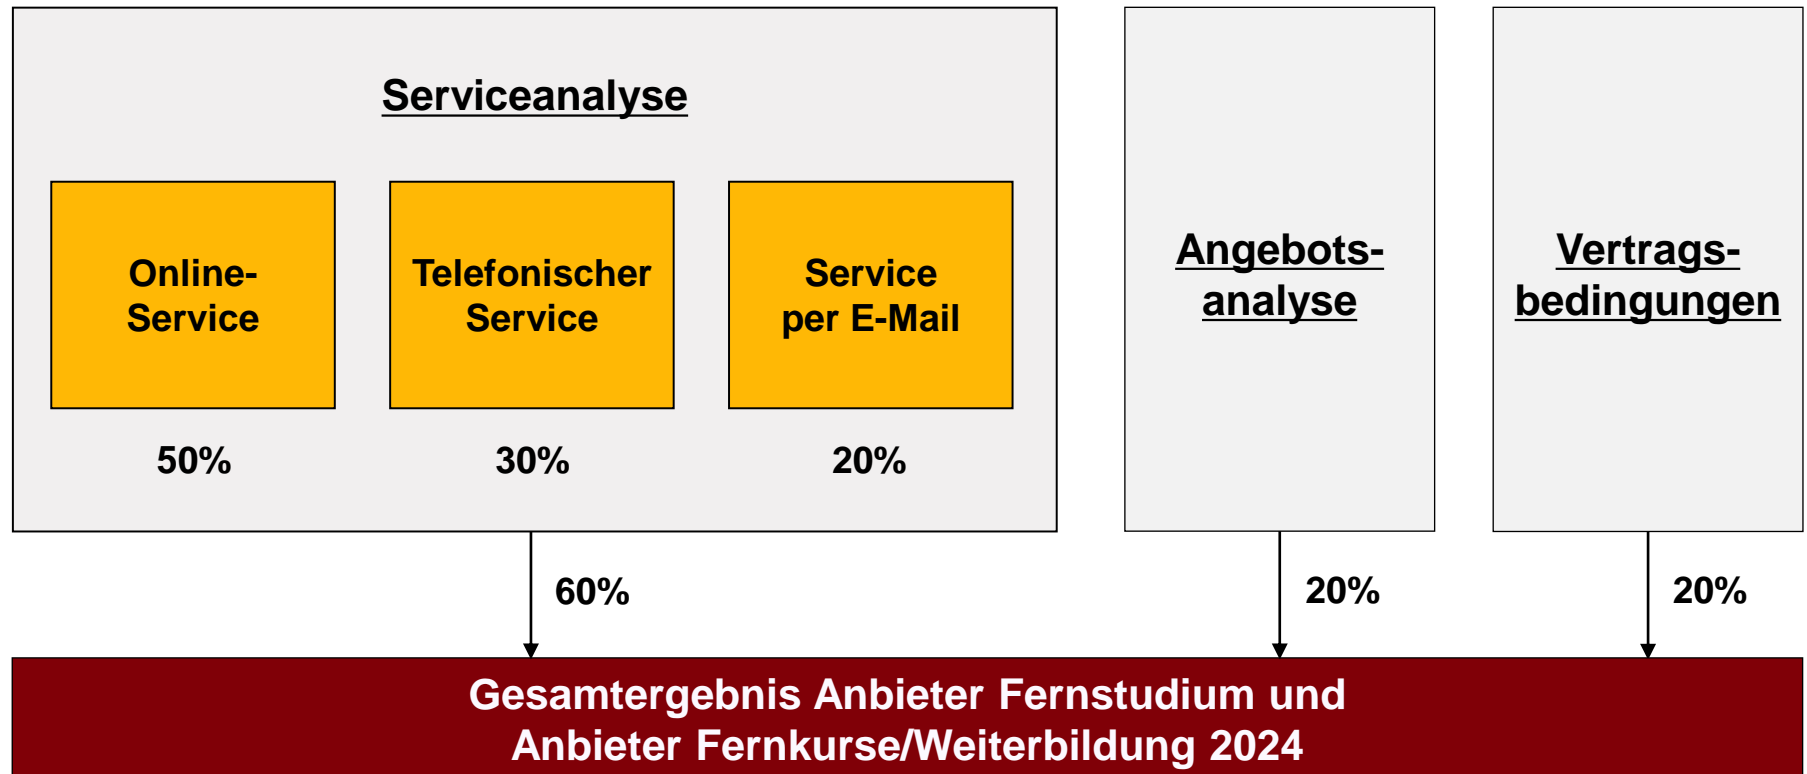 Serviceanalyse
Online-
Service
Telefonischer
Service
Service
per E-Mail
50%
30%
20%
Angebots-
analyse
Vertrags-
bedingungen
60%
20%
20%
Gesamtergebnis Anbieter Fernstudium und
Anbieter Fernkurse/Weiterbildung 2024